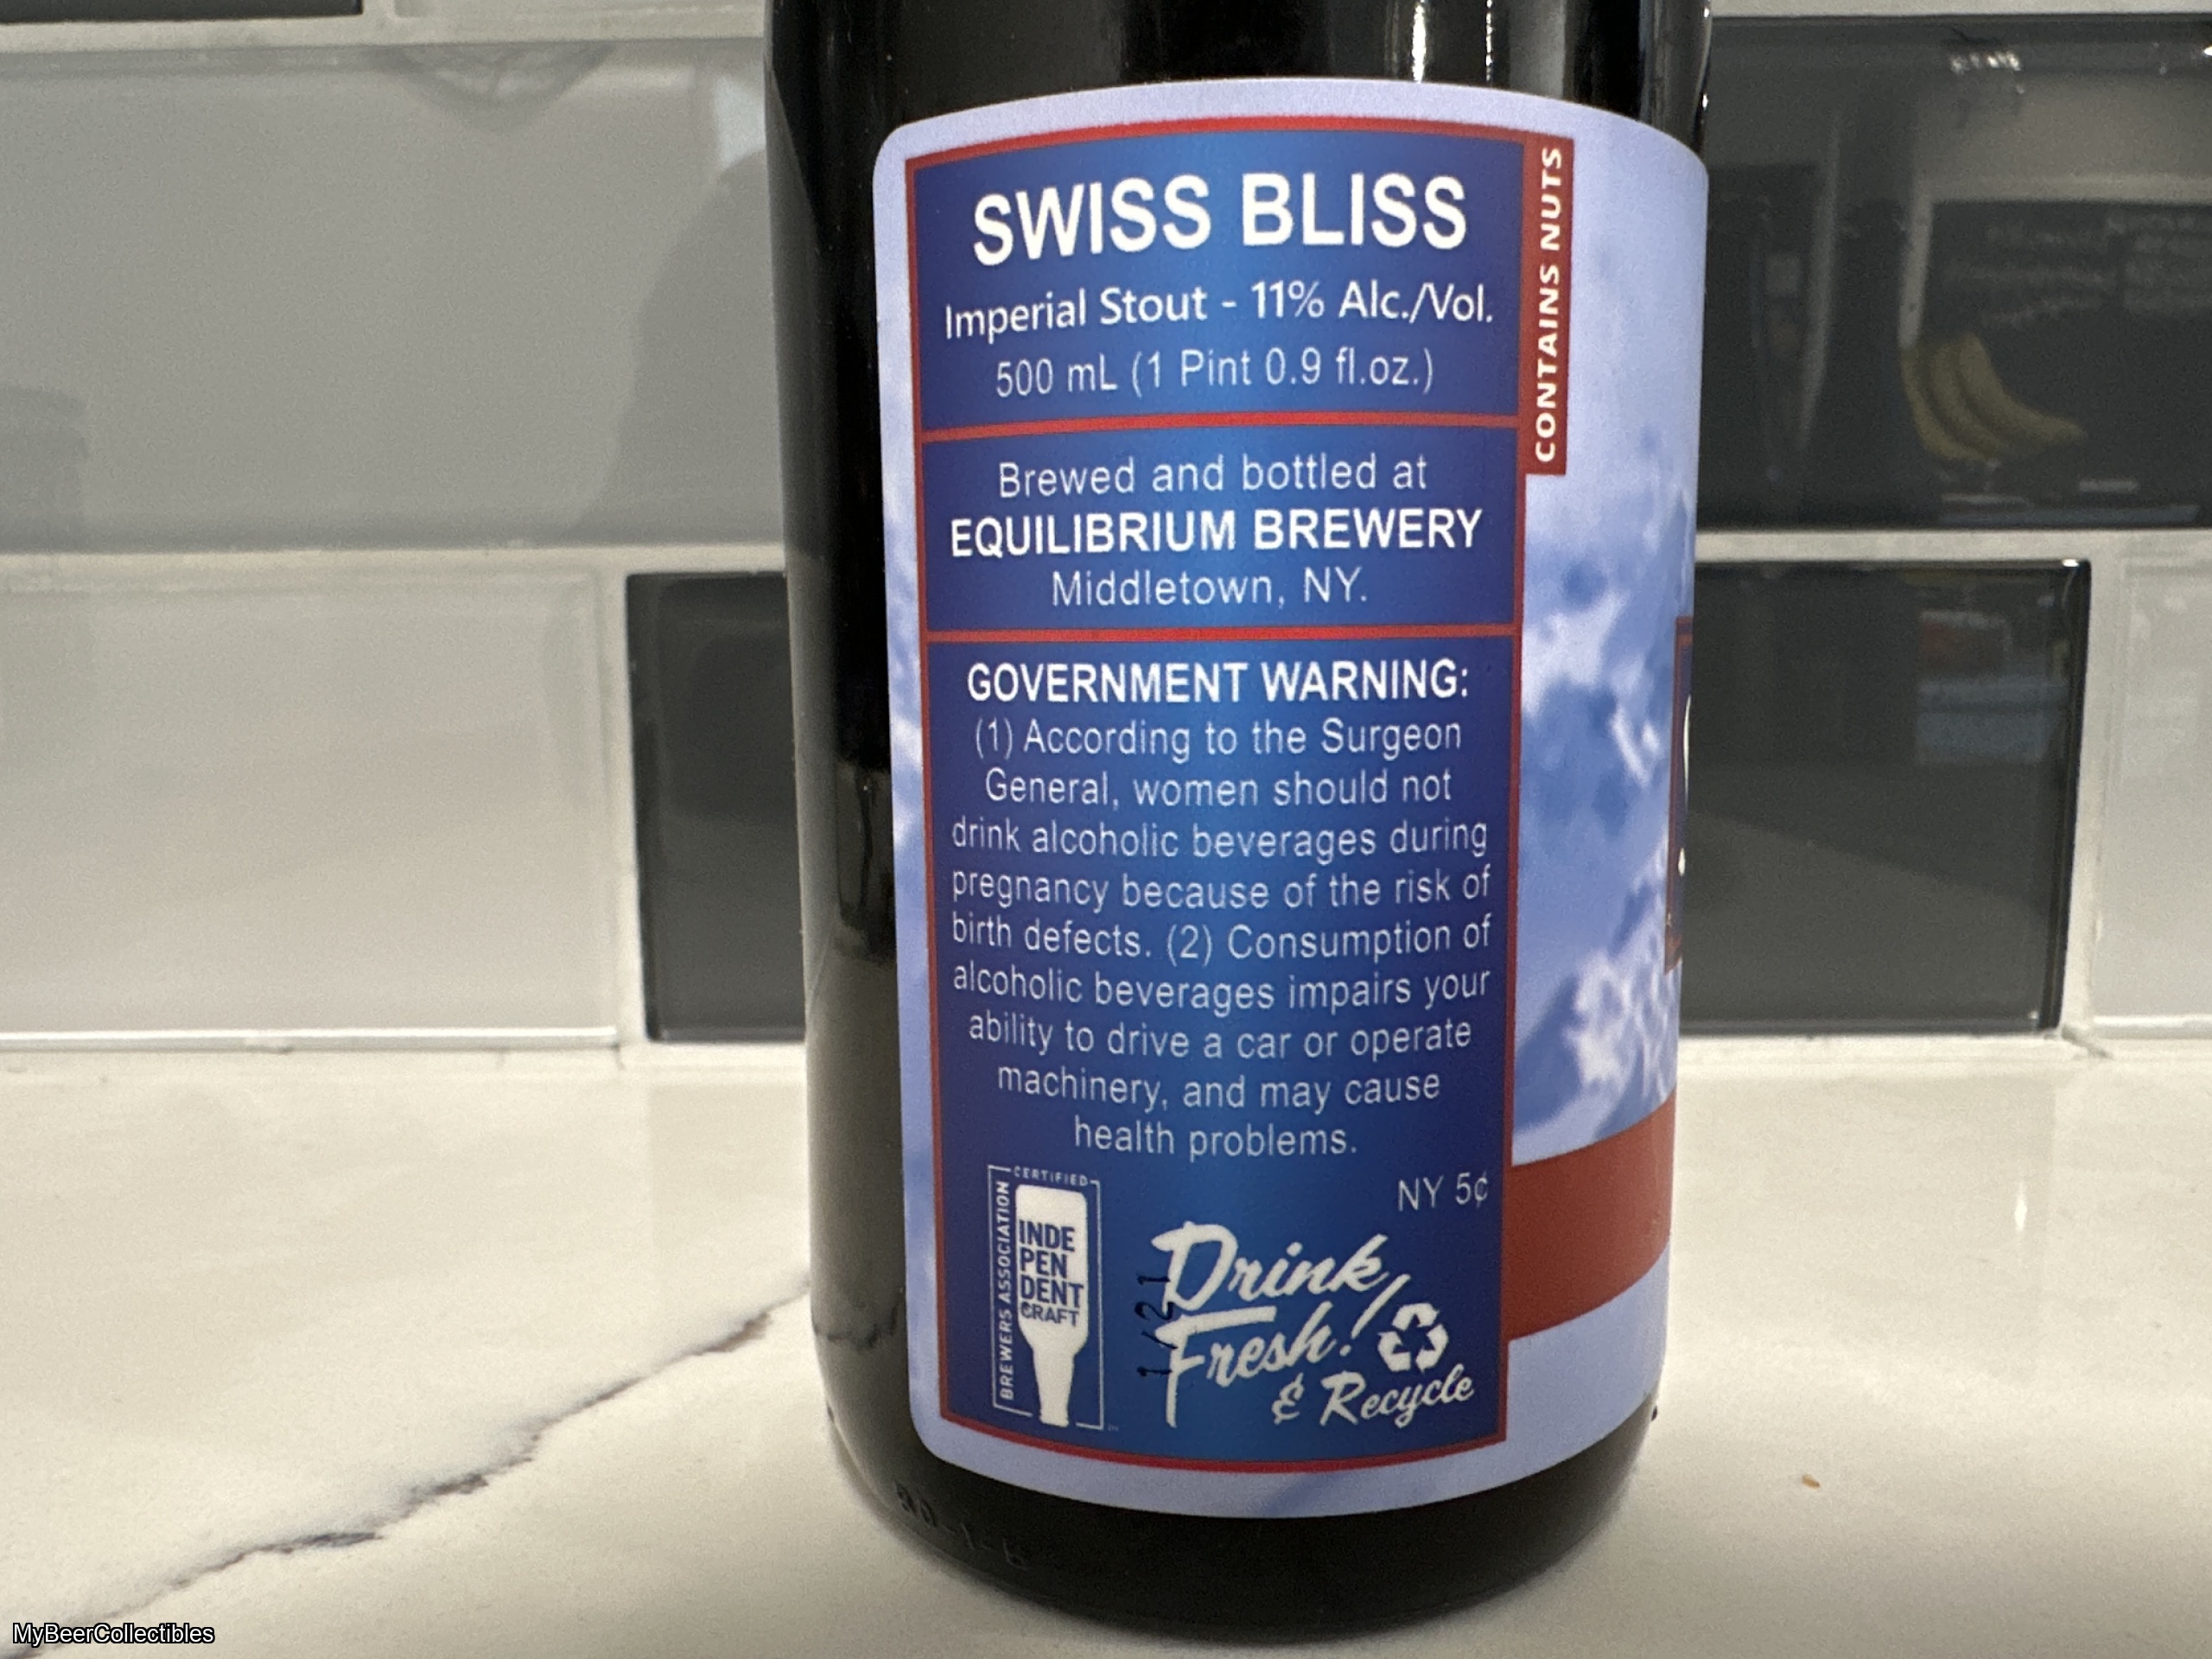 SWISS BLISS
Imperial Stout - 11% Alc./Vol.
500 mL (1 Pint 0.9 fl.oz.)
CONTAINS NUTS
Brewed and bottled at
EQUILIBRIUM BREWERY
Middletown, NY.
GOVERNMENT WARNING:
(1) According to the Surgeon
General, women should not
drink alcoholic beverages during
pregnancy because of the risk of
birth defects. (2) Consumption of
alcoholic beverages impairs your
ability to drive a car or operate
machinery, and may cause
health problems.
NY 5¢
CERTIFIED
BREWERS ASSOCIATION
INDE
PEN
DENT
CRAFT
1/21
Drink
Fresh!
& Recycle
MyBeerCollectibles